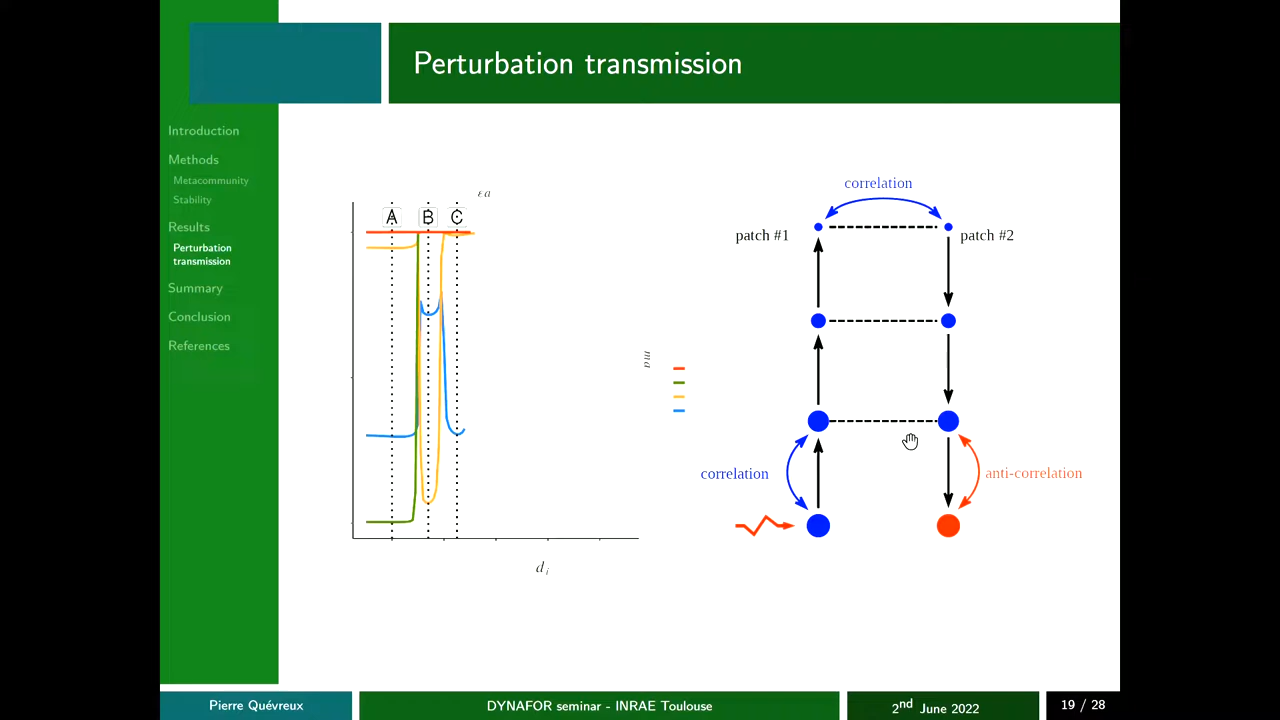 Perturbation transmission
Introduction
Methods
Metacommunity
Stability
Results
Perturbation
transmission
Summary
Conclusion
References
ε a
A B C
d i
m a
correlation
patch #1
patch #2
correlation
anti-correlation
Pierre Quévreux
DYNAFOR seminar - INRAE Toulouse
2nd June 2022
19 / 28